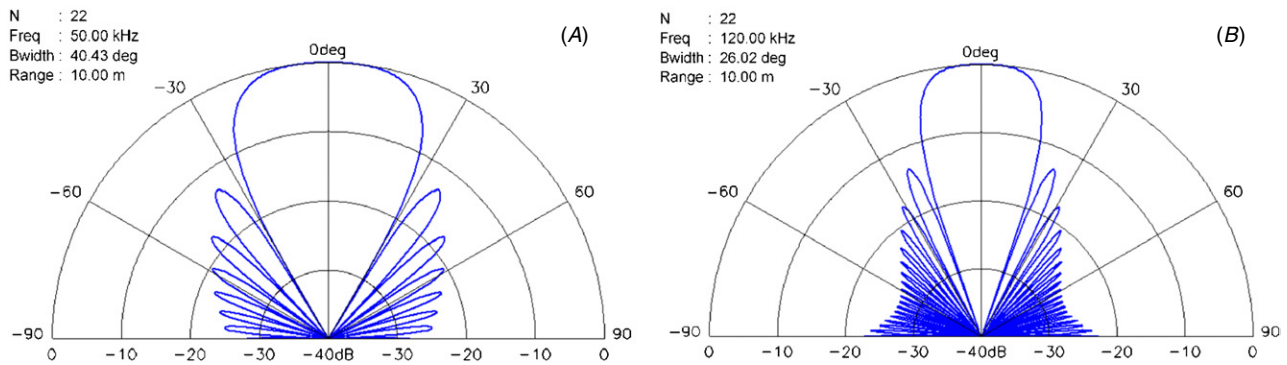 N : 22
Freq : 50.00 kHz
Bwidth : 40.43 deg
Range : 10.00 m
(A)
0deg
-30
30
-60
60
-90
90
0 -10 -20 -30 -40dB -30 -20 -10 0
N : 22
Freq : 120.00 kHz
Bwidth : 26.02 deg
Range : 10.00 m
(B)
0deg
-30
30
-60
60
-90
90
0 -10 -20 -30 -40dB -30 -20 -10 0